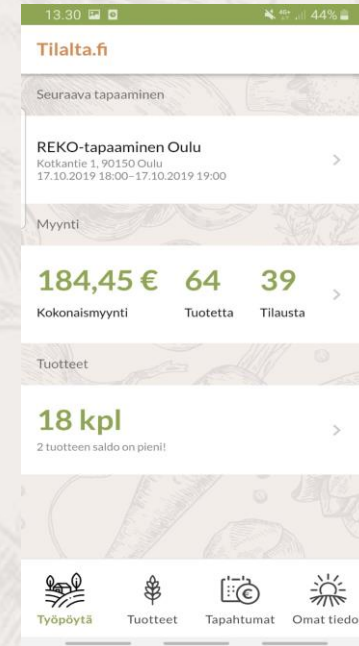 13.30 44%
Tilalta.fi
Seuraava tapaaminen
REKO-tapaaminen Oulu
Kotkantie 1, 90150 Oulu
17.10.2019 18:00–17.10.2019 19:00
Myynti
184,45 € 64 39
Kokonaismyynti Tuotetta Tilausta
Tuotteet
18 kpl
2 tuotteen saldo on pieni!
Työpöytä Tuotteet Tapahtumat Omat tiedo